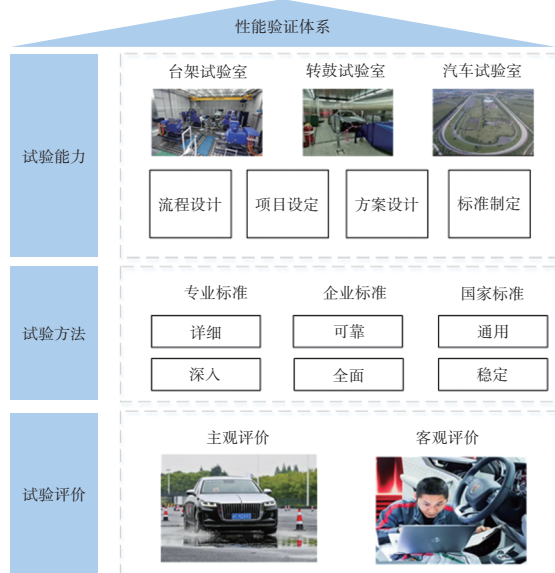 性能验证体系
试验能力
台架试验室 转鼓试验室 汽车试验室
流程设计 项目设定 方案设计 标准制定
试验方法
专业标准 企业标准 国家标准
详细 可靠 通用
深入 全面 稳定
试验评价
主观评价 客观评价